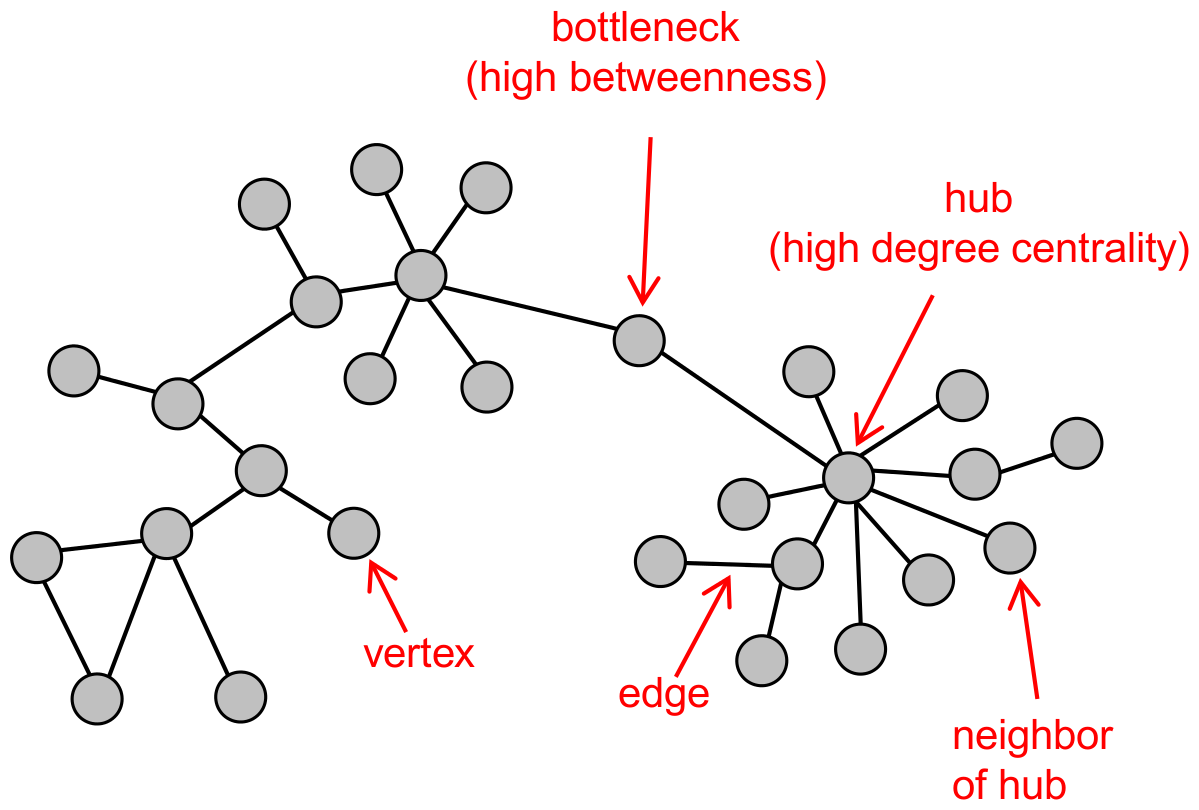 bottleneck
(high betweenness)
hub
(high degree centrality)
vertex
edge
neighbor
of hub